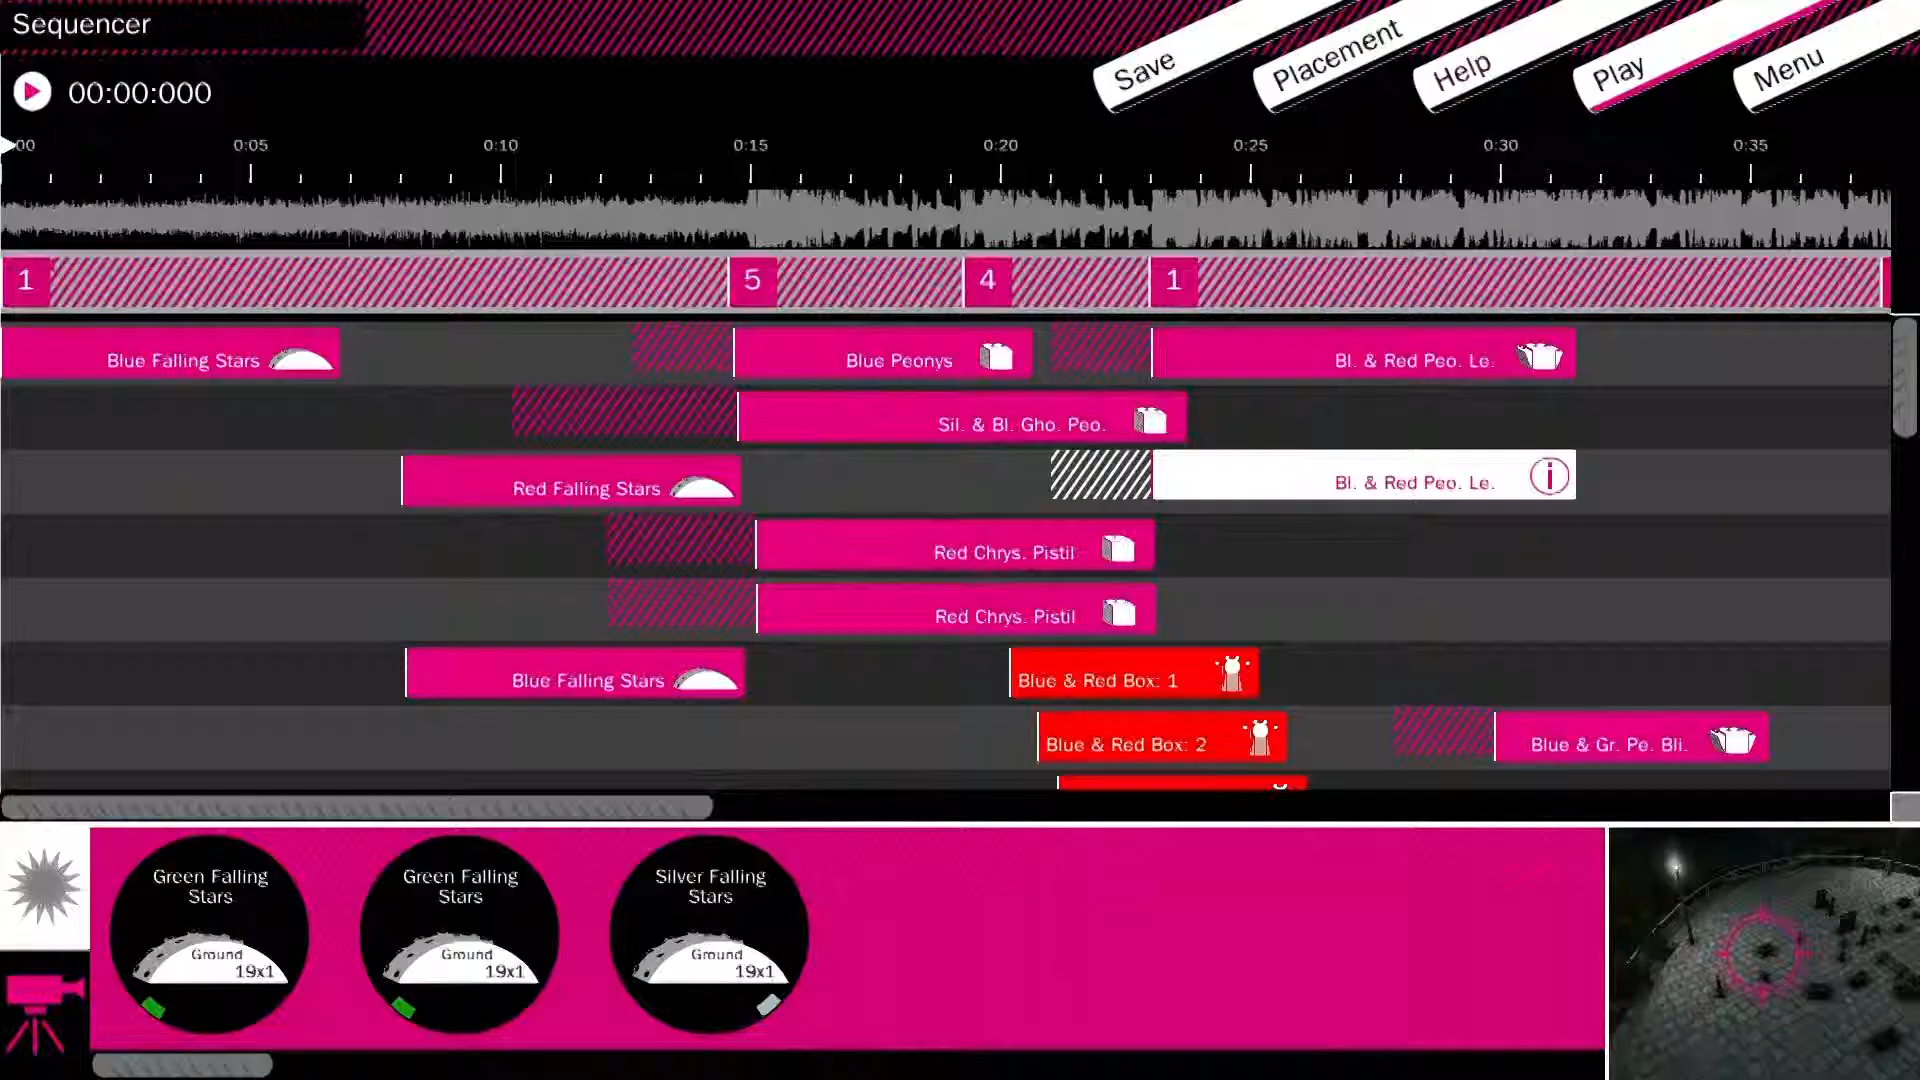 Sequencer
Save
Placement
Help
Play
Menu
00:00:000
00
0:05
0:10
0:15
0:20
0:25
0:30
0:35
1
5
4
1
Blue Falling Stars
Blue Peonys
Bl. & Red Peo. Le.
Sil. & Bl. Gho. Peo.
Red Falling Stars
Bl. & Red Peo. Le.
i
Red Chrys. Pistil
Red Chrys. Pistil
Blue Falling Stars
Blue & Red Box: 1
Blue & Red Box: 2
Blue & Gr. Pe. Bli.
Green Falling
Stars
Ground
19x1
Green Falling
Stars
Ground
19x1
Silver Falling
Stars
Ground
19x1